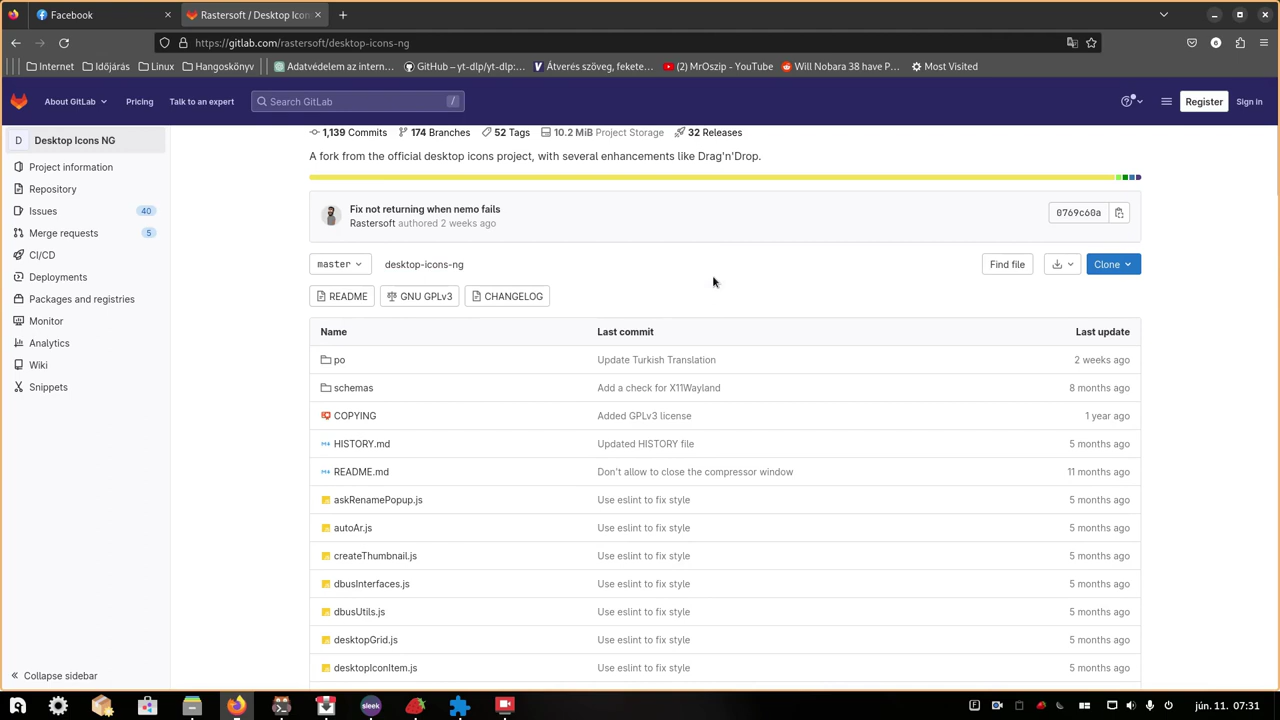 Facebook
Rastersoft / Desktop Icon
https://gitlab.com/rastersoft/desktop-icons-ng
Internet
Időjárás
Linux
Hangoskönyv
Adatvédelem az intern…
GitHub – yt-dlp/yt-dlp:…
Átverés szöveg, fekete…
(2) MrOszip - YouTube
Will Nobara 38 have P…
Most Visited
About GitLab
Pricing
Talk to an expert
Search GitLab
/
Register
Sign in
D Desktop Icons NG
Project information
Repository
Issues 40
Merge requests 5
CI/CD
Deployments
Packages and registries
Monitor
Analytics
Wiki
Snippets
Collapse sidebar
1,139 Commits 174 Branches 52 Tags 10.2 MiB Project Storage 32 Releases
A fork from the official desktop icons project, with several enhancements like Drag'n'Drop.
Fix not returning when nemo fails
Rastersoft authored 2 weeks ago
0769c60a
master
desktop-icons-ng
Find file
Clone
README
GNU GPLv3
CHANGELOG
Name Last commit Last update
po Update Turkish Translation 2 weeks ago
schemas Add a check for X11Wayland 8 months ago
COPYING Added GPLv3 license 1 year ago
HISTORY.md Updated HISTORY file 5 months ago
README.md Don't allow to close the compressor window 11 months ago
askRenamePopup.js Use eslint to fix style 5 months ago
autoAr.js Use eslint to fix style 5 months ago
createThumbnail.js Use eslint to fix style 5 months ago
dbusInterfaces.js Use eslint to fix style 5 months ago
dbusUtils.js Use eslint to fix style 5 months ago
desktopGrid.js Use eslint to fix style 5 months ago
desktopIconItem.js Use eslint to fix style 5 months ago
sleek
jún. 11. 07:31